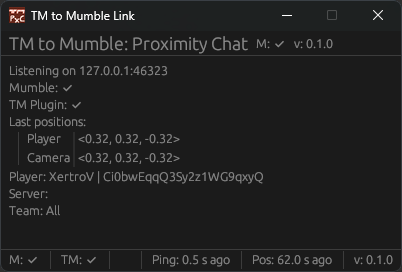 TM to Mumble Link
TM to Mumble: Proximity Chat M: ✓ v: 0.1.0
Listening on 127.0.0.1:46323
Mumble: ✓
TM Plugin: ✓
Last positions:
Player <0.32, 0.32, -0.32>
Camera <0.32, 0.32, -0.32>
Player: XertroV | Ci0bwEqqQ3Sy2z1WG9qxyQ
Server:
Team: All
M: ✓ TM: ✓ Ping: 0.5 s ago Pos: 62.0 s ago v: 0.1.0